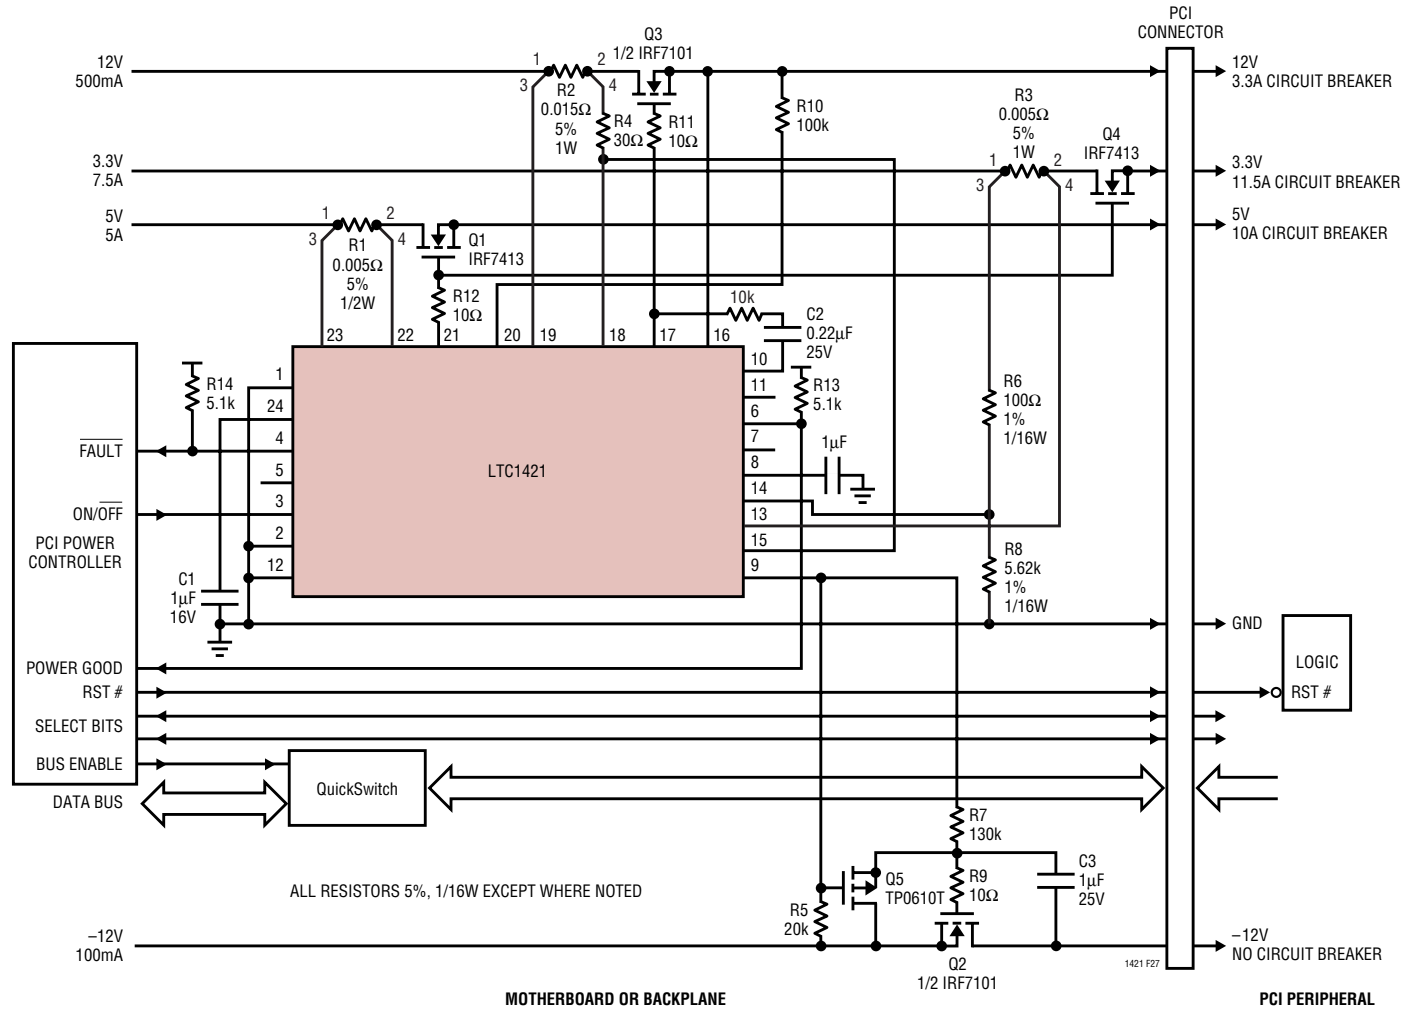 PCI
CONNECTOR
12V
500mA
3.3V
7.5A
5V
5A
1
2
3
4
R2
0.015Ω
5%
1W
Q3
1/2 IRF7101
R4
30Ω
R11
10Ω
R10
100k
R3
0.005Ω
5%
1W
1
2
3
4
Q4
IRF7413
12V
3.3A CIRCUIT BREAKER
3.3V
11.5A CIRCUIT BREAKER
5V
10A CIRCUIT BREAKER
1
2
3
4
R1
0.005Ω
5%
1/2W
Q1
IRF7413
R12
10Ω
10k
C2
0.22µF
25V
23
22
21
20
19
18
17
16
R14
5.1k
1
24
4
5
3
2
12
LTC1421
10
11
6
7
8
14
13
15
9
R13
5.1k
1µF
R6
100Ω
1%
1/16W
R8
5.62k
1%
1/16W
C1
1µF
16V
FAULT
ON/OFF
PCI POWER
CONTROLLER
POWER GOOD
RST #
SELECT BITS
BUS ENABLE
DATA BUS
QuickSwitch
GND
LOGIC
RST #
R7
130k
Q5
TP0610T
R9
10Ω
C3
1µF
25V
R5
20k
ALL RESISTORS 5%, 1/16W EXCEPT WHERE NOTED
–12V
100mA
Q2
1/2 IRF7101
1421 F27
–12V
NO CIRCUIT BREAKER
MOTHERBOARD OR BACKPLANE
PCI PERIPHERAL